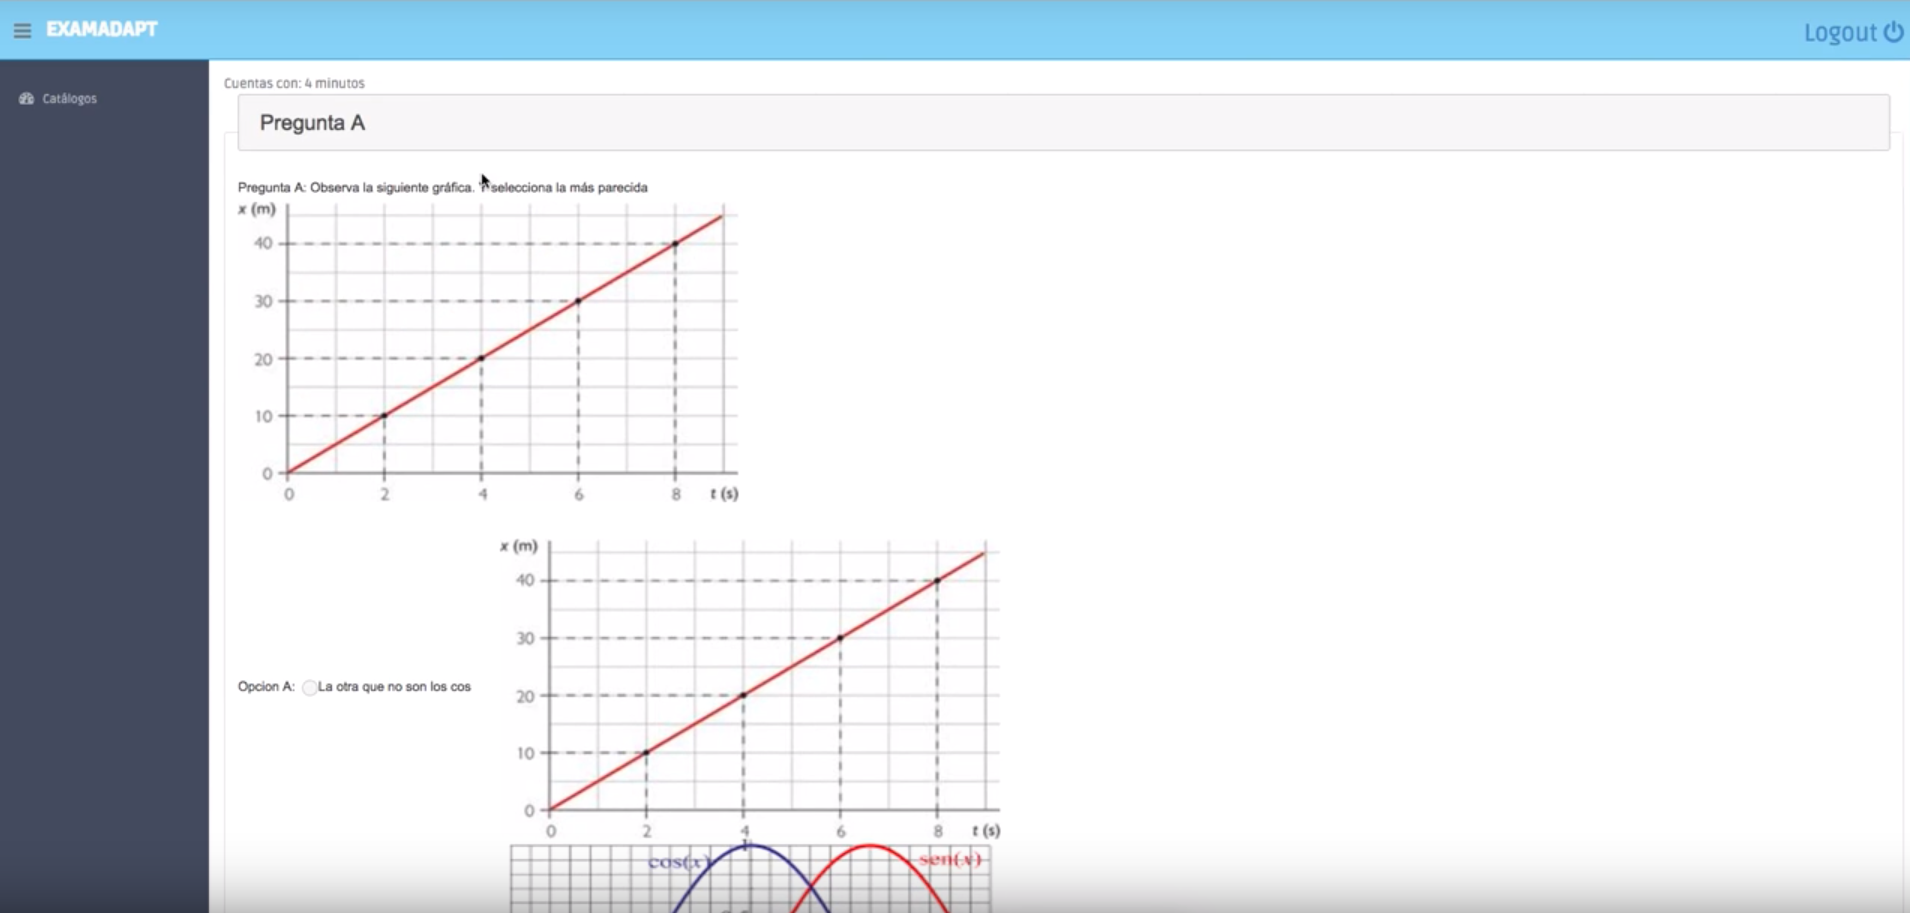 EXAMADAPT
Logout
Catálogos
Cuentas con: 4 minutos
Pregunta A
Pregunta A: Observa la siguiente gráfica. Y selecciona la más parecida
x (m)
40
30
20
10
0
0 2 4 6 8 t (s)
x (m)
40
30
Opcion A: La otra que no son los cos
20
10
0
0 2 4 6 8 t (s)
1
cos(x) sen(x)